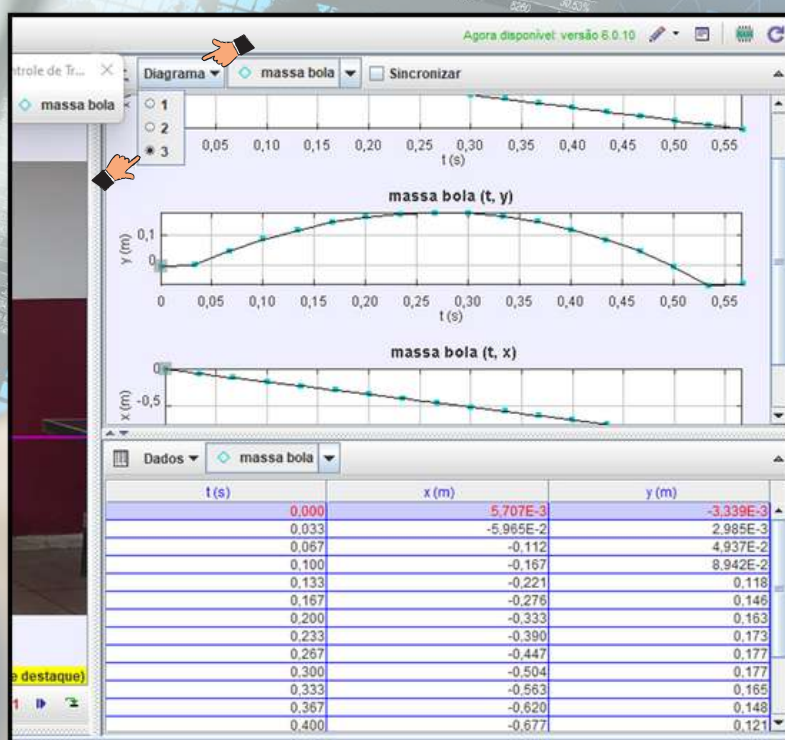 Agora disponível: versão 6.0.10
ntrole de Tr...
massa bola
Diagrama
massa bola
Sincronizar
1
2
3
0,05 0,10 0,15 0,20 0,25 0,30 0,35 0,40 0,45 0,50 0,55
t (s)
massa bola (t, y)
y (m)
0,1
0
0 0,05 0,10 0,15 0,20 0,25 0,30 0,35 0,40 0,45 0,50 0,55
t (s)
massa bola (t, x)
x (m)
0
-0,5
Dados
massa bola
t (s) x (m) y (m)
0,000 5,707E-3 -3,339E-3
0,033 -5,965E-2 2,985E-3
0,067 -0,112 4,937E-2
0,100 -0,167 8,942E-2
0,133 -0,221 0,118
0,167 -0,276 0,146
0,200 -0,333 0,163
0,233 -0,390 0,173
0,267 -0,447 0,177
0,300 -0,504 0,177
0,333 -0,563 0,165
0,367 -0,620 0,148
0,400 -0,677 0,121
e destaque)
1